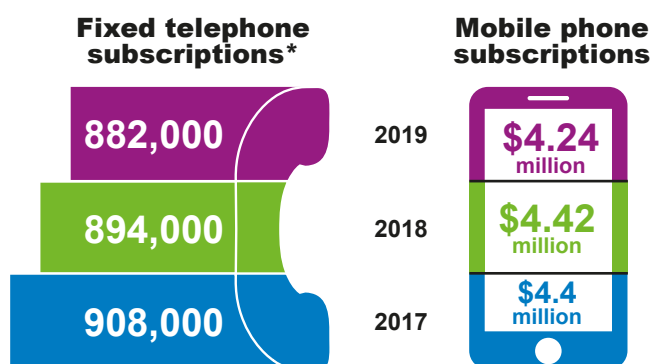 Fixed telephone
subscriptions*
882,000
894,000
908,000
2019
2018
2017
Mobile phone
subscriptions
$4.24
million
$4.42
million
$4.4
million